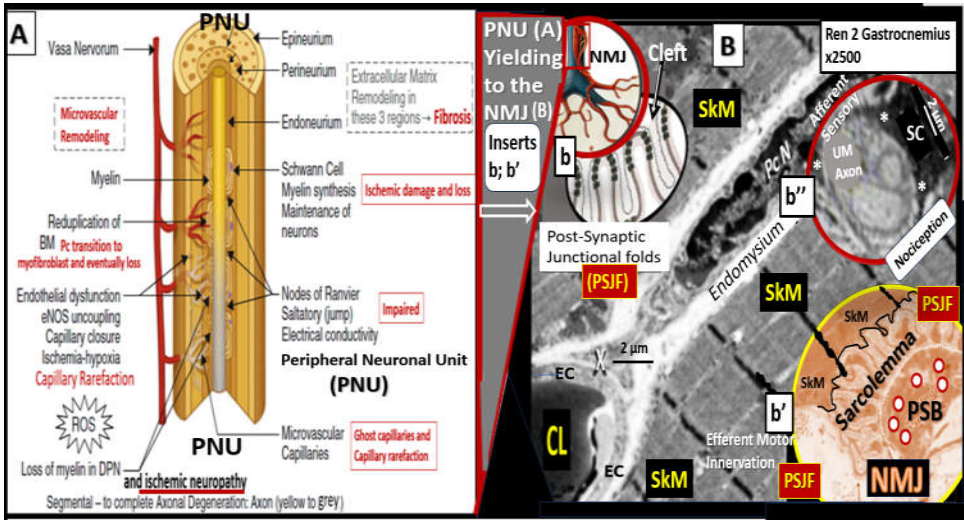 A
PNU
Vasa Nervorum
Epineurium
Perineurium
Extracellular Matrix
Remodeling in
these 3 regions→ Fibrosis
Microvascular
Remodeling
Endoneurium
Myelin
Schwann Cell
Myelin synthesis
Maintenance of
neurons
Ischemic damage and loss
Reduplication of
BM Pc transition to
myofibroblast and eventually loss
Endothelial dysfunction
eNOS uncoupling
Capillary closure
Ischemia-hypoxia
Capillary Rarefaction
Nodes of Ranvier
Saltatory (jump)
Electrical conductivity
Impaired
Peripheral Neuronal Unit
(PNU)
ROS
PNU
Microvascular
Capillaries
Ghost capillaries and
Capillary rarefaction
Loss of myelin in DPN
and ischemic neuropathy
Segmental – to complete Axonal Degeneration: Axon (yellow to grey)
PNU (A)
Yielding
to the
NMJ (B)
Inserts
b; b'
NMJ
Cleft
b
B
Ren 2 Gastrocnemius
x2500
SkM
Afferent
Sensory
Pc N
UM
Axon
*
*
*
SC
2 µm
b''
Nociception
Post-Synaptic
Junctional folds
(PSJF)
Endomysium
SkM
2 µm
EC
CL
EC
SkM
Efferent Motor
Innervation
PSJF
b'
SkM
SkM
Sarcolemma
PSJF
PSB
NMJ